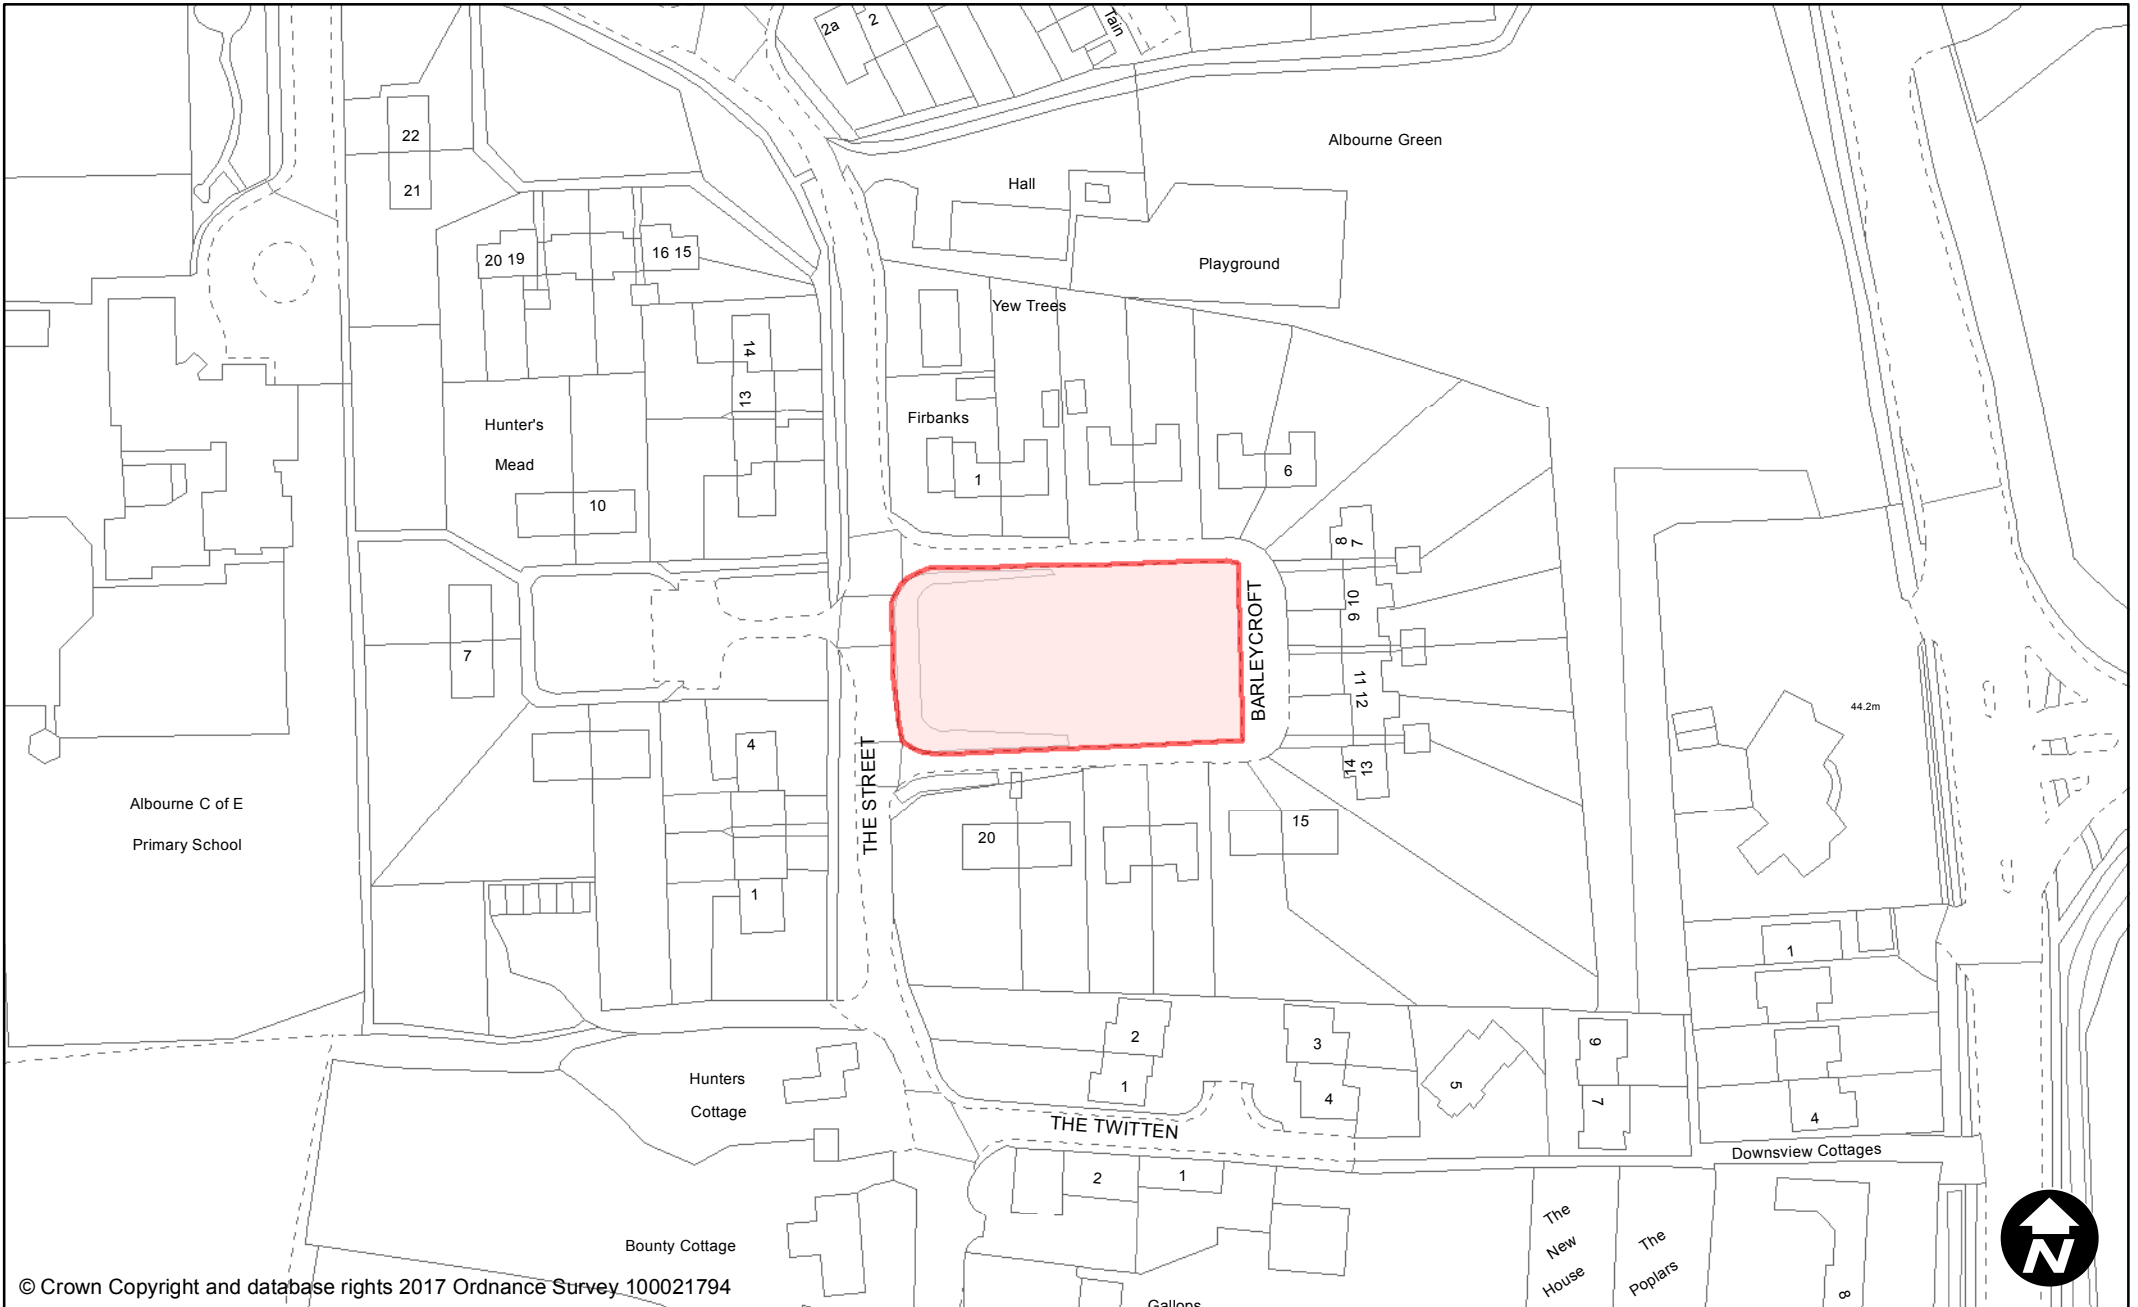 2a
2
Tain
22
21
Albourne Green
Hall
20 19
16 15
Playground
Yew Trees
14
13
Hunter's
Mead
Firbanks
10
1
6
8
7
9 10
BARLEYCROFT
7
11 12
44.2m
4
THE STREET
14
13
Albourne C of E
Primary School
20
15
1
1
2
3
9
5
Hunters
Cottage
1
4
7
4
THE TWITTEN
Downsview Cottages
2
1
The
New
House
The
Poplars
Bounty Cottage
N
© Crown Copyright and database rights 2017 Ordnance Survey 100021794
Gallops
8